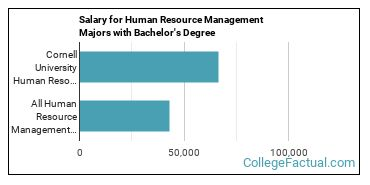 Salary for Human Resource Management
Majors with Bachelor's Degree
Cornell
University
Human Reso...
All Human
Resource
Management...
0
50,000
100,000
CollegeFactual.com